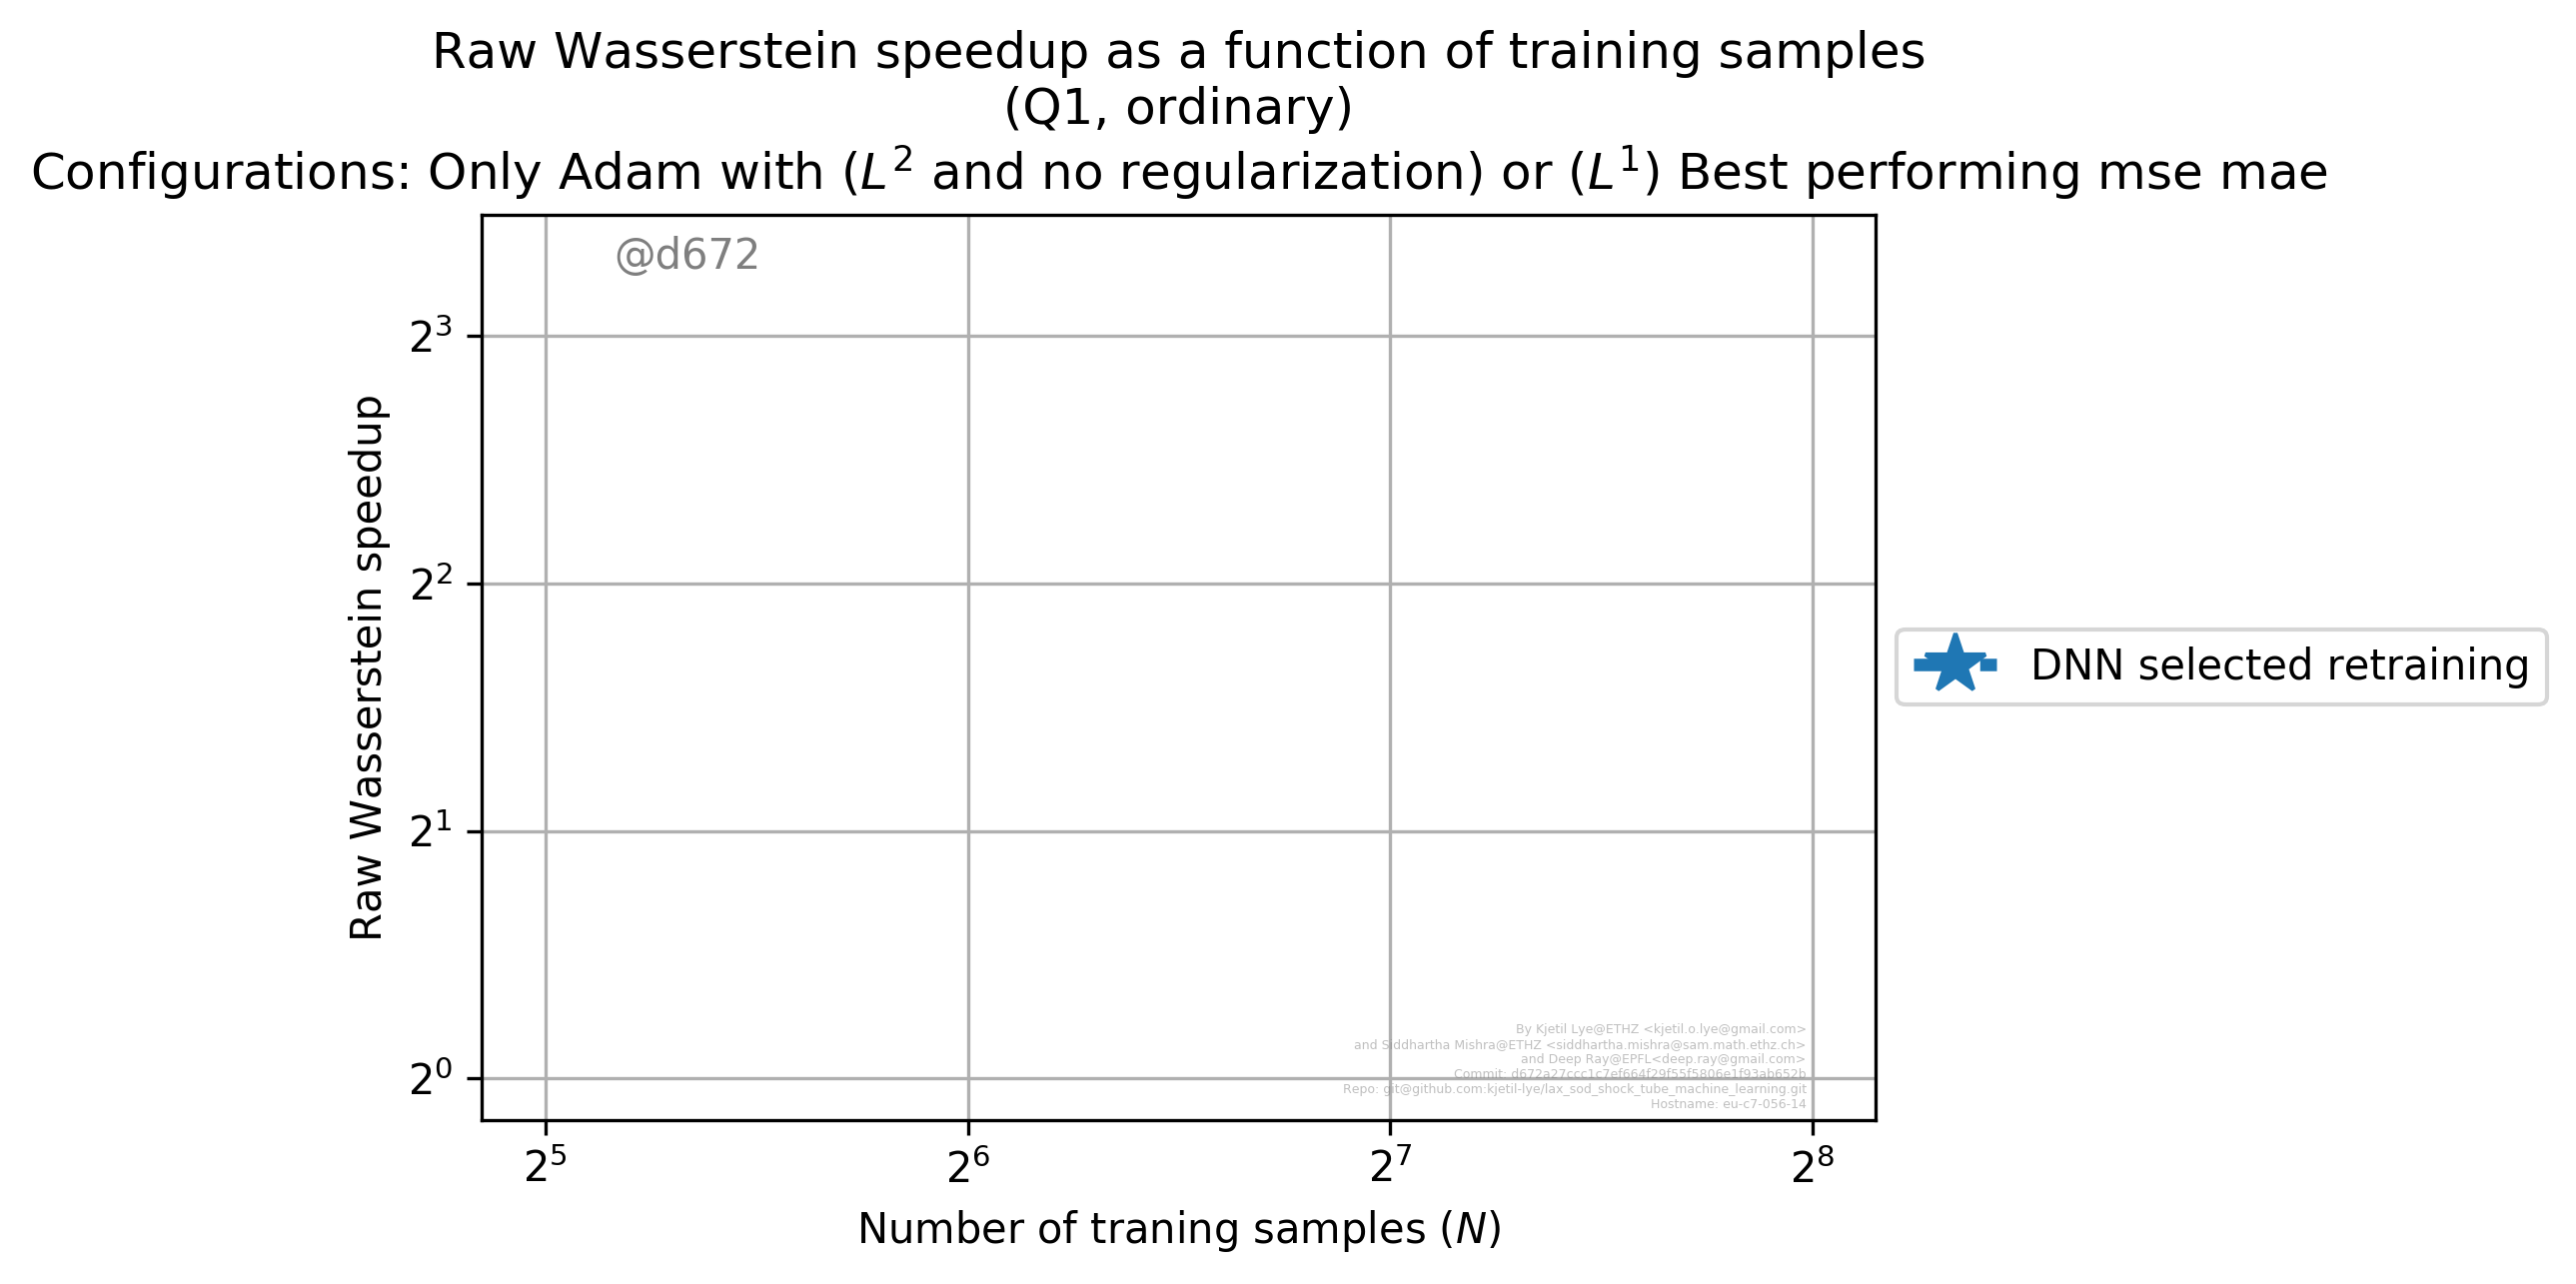 Raw Wasserstein speedup as a function of training samples
(Q1, ordinary)
Configurations: Only Adam with (L² and no regularization) or (L¹) Best performing mse mae
@d672
2³
2²
2¹
2⁰
Raw Wasserstein speedup
DNN selected retraining
By Kjetil Lye@ETHZ <kjetil.o.lye@gmail.com>
and Siddhartha Mishra@ETHZ <siddhartha.mishra@sam.math.ethz.ch>
and Deep Ray@EPFL<deep.ray@gmail.com>
Commit: d672a27ccc1c7ef664f29f55f5806e1f93ab652b
Repo: git@github.com:kjetil-lye/lax_sod_shock_tube_machine_learning.git
Hostname: eu-c7-056-14
2⁵ 2⁶ 2⁷ 2⁸
Number of traning samples (N)